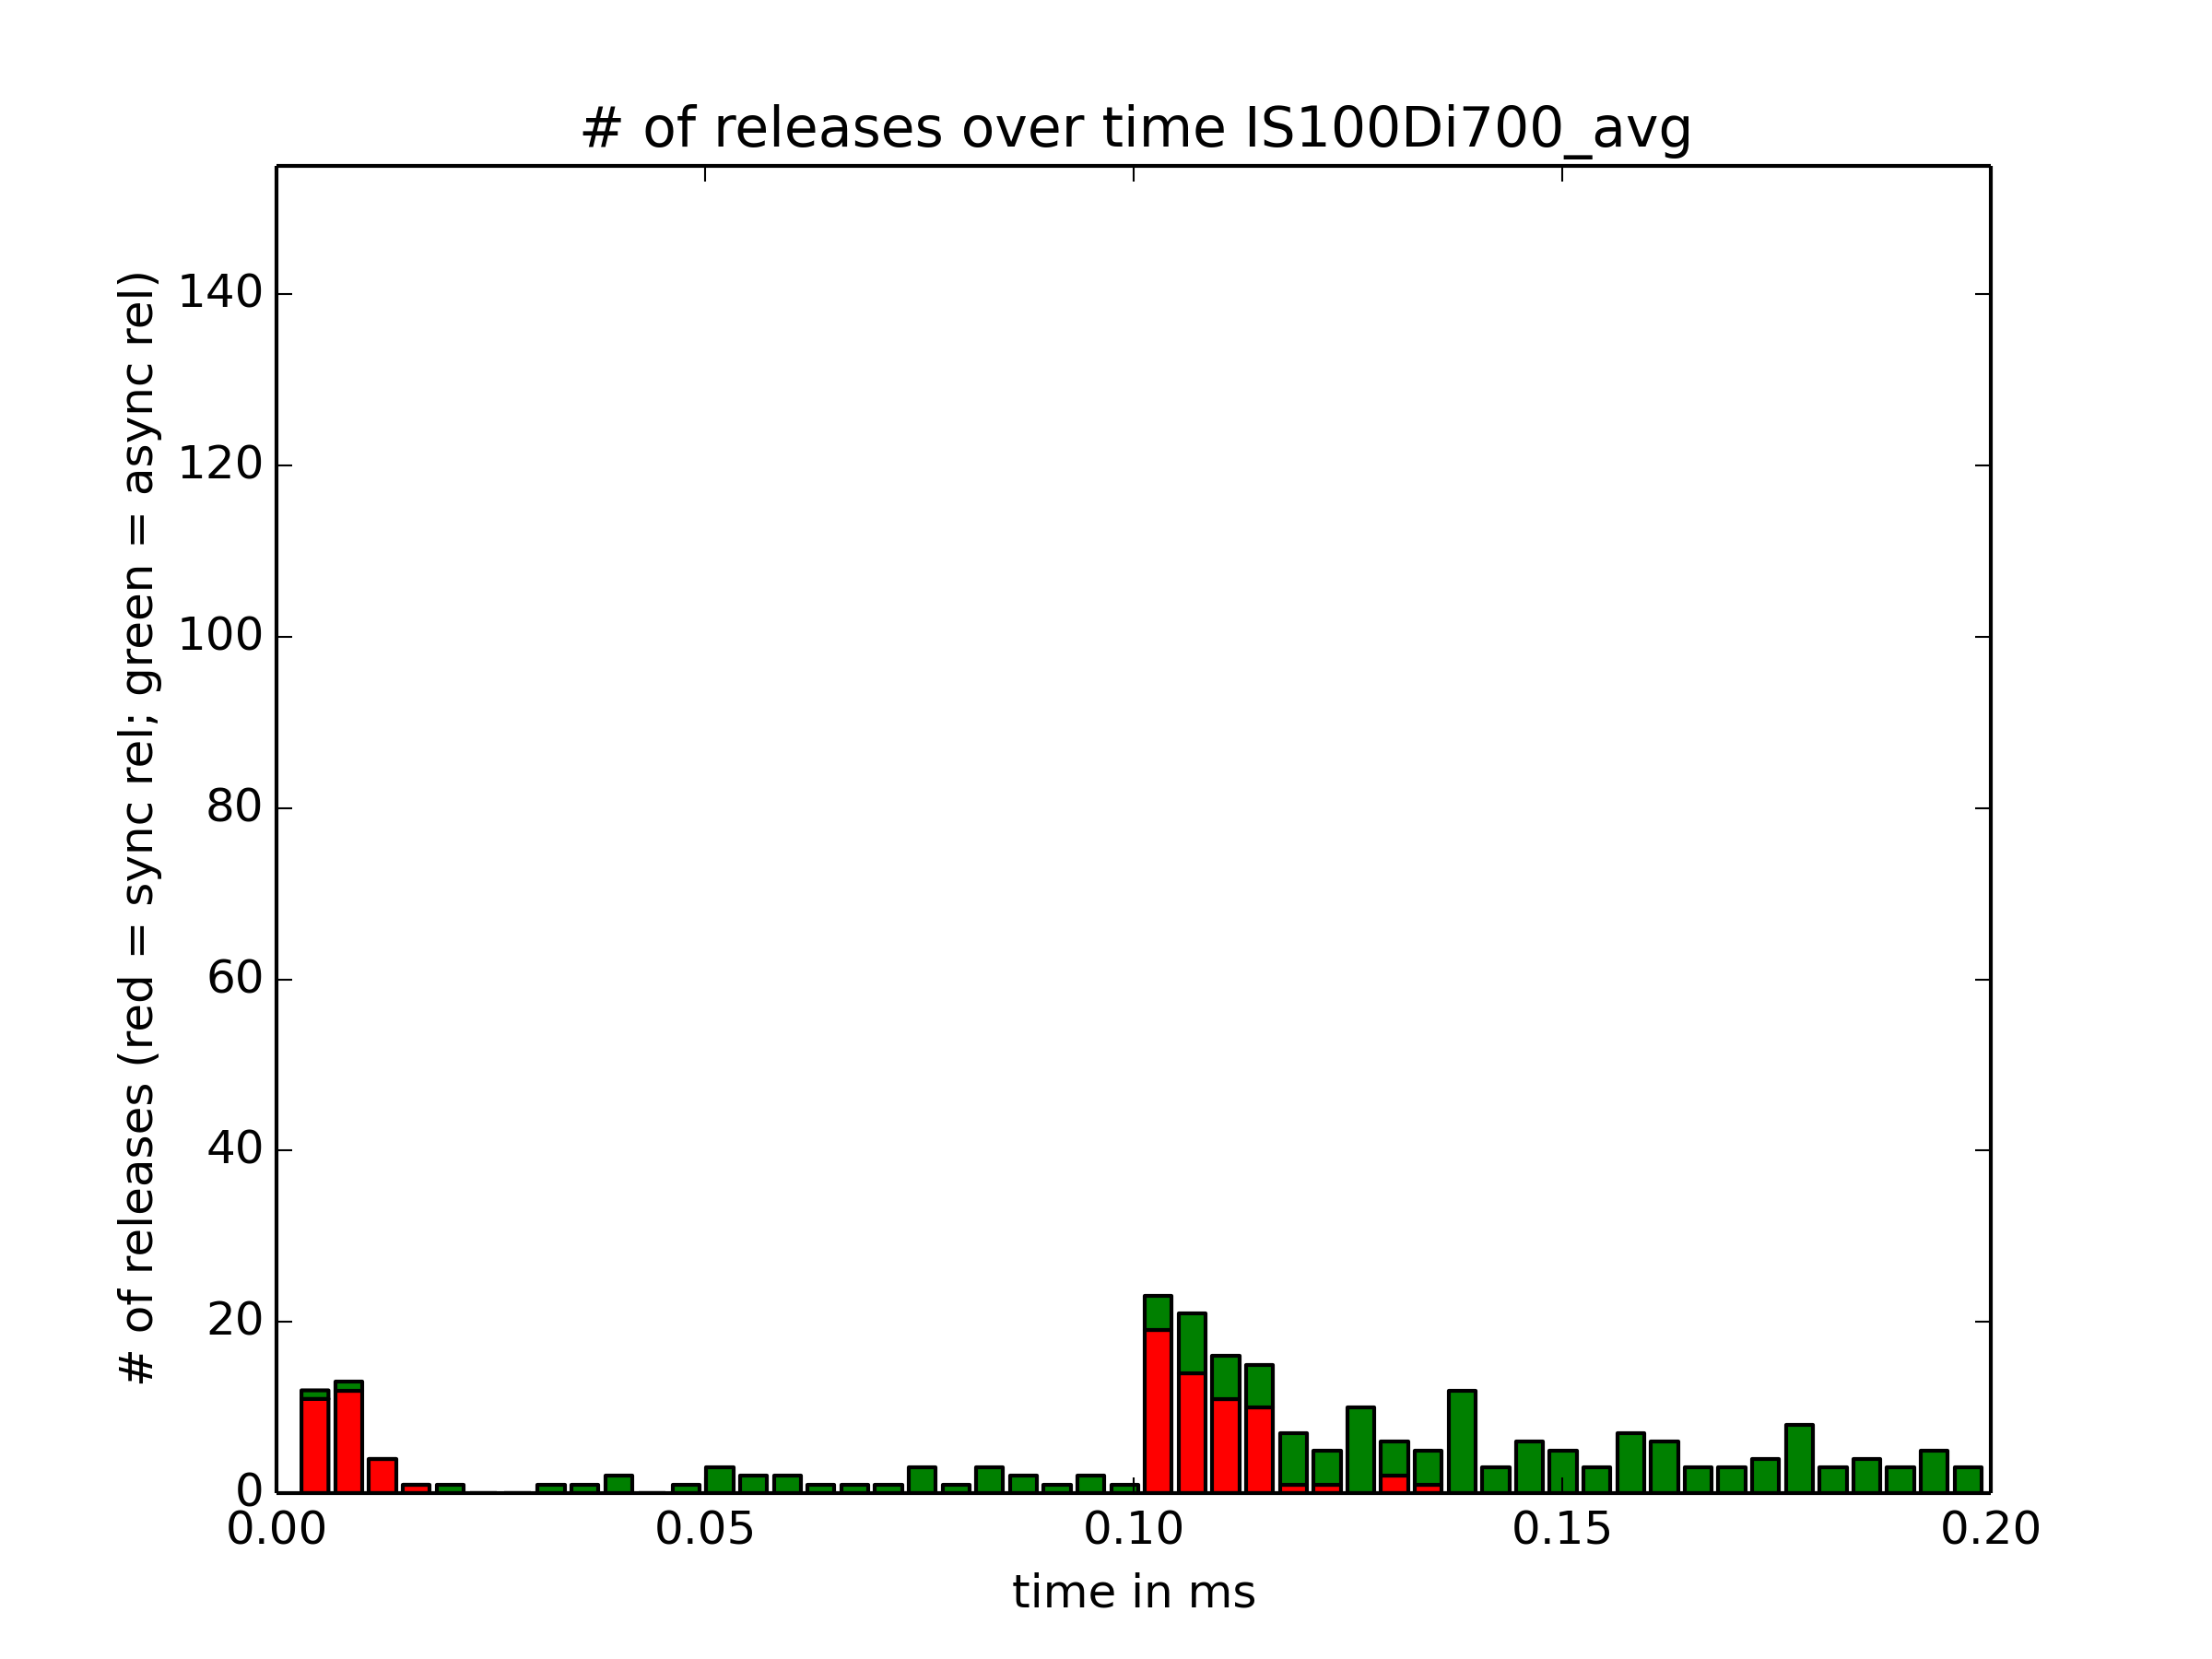 # of releases over time IS100Di700_avg
# of releases (red = sync rel; green = async rel)
140
120
100
80
60
40
20
0
0.00 0.05 0.10 0.15 0.20
time in ms